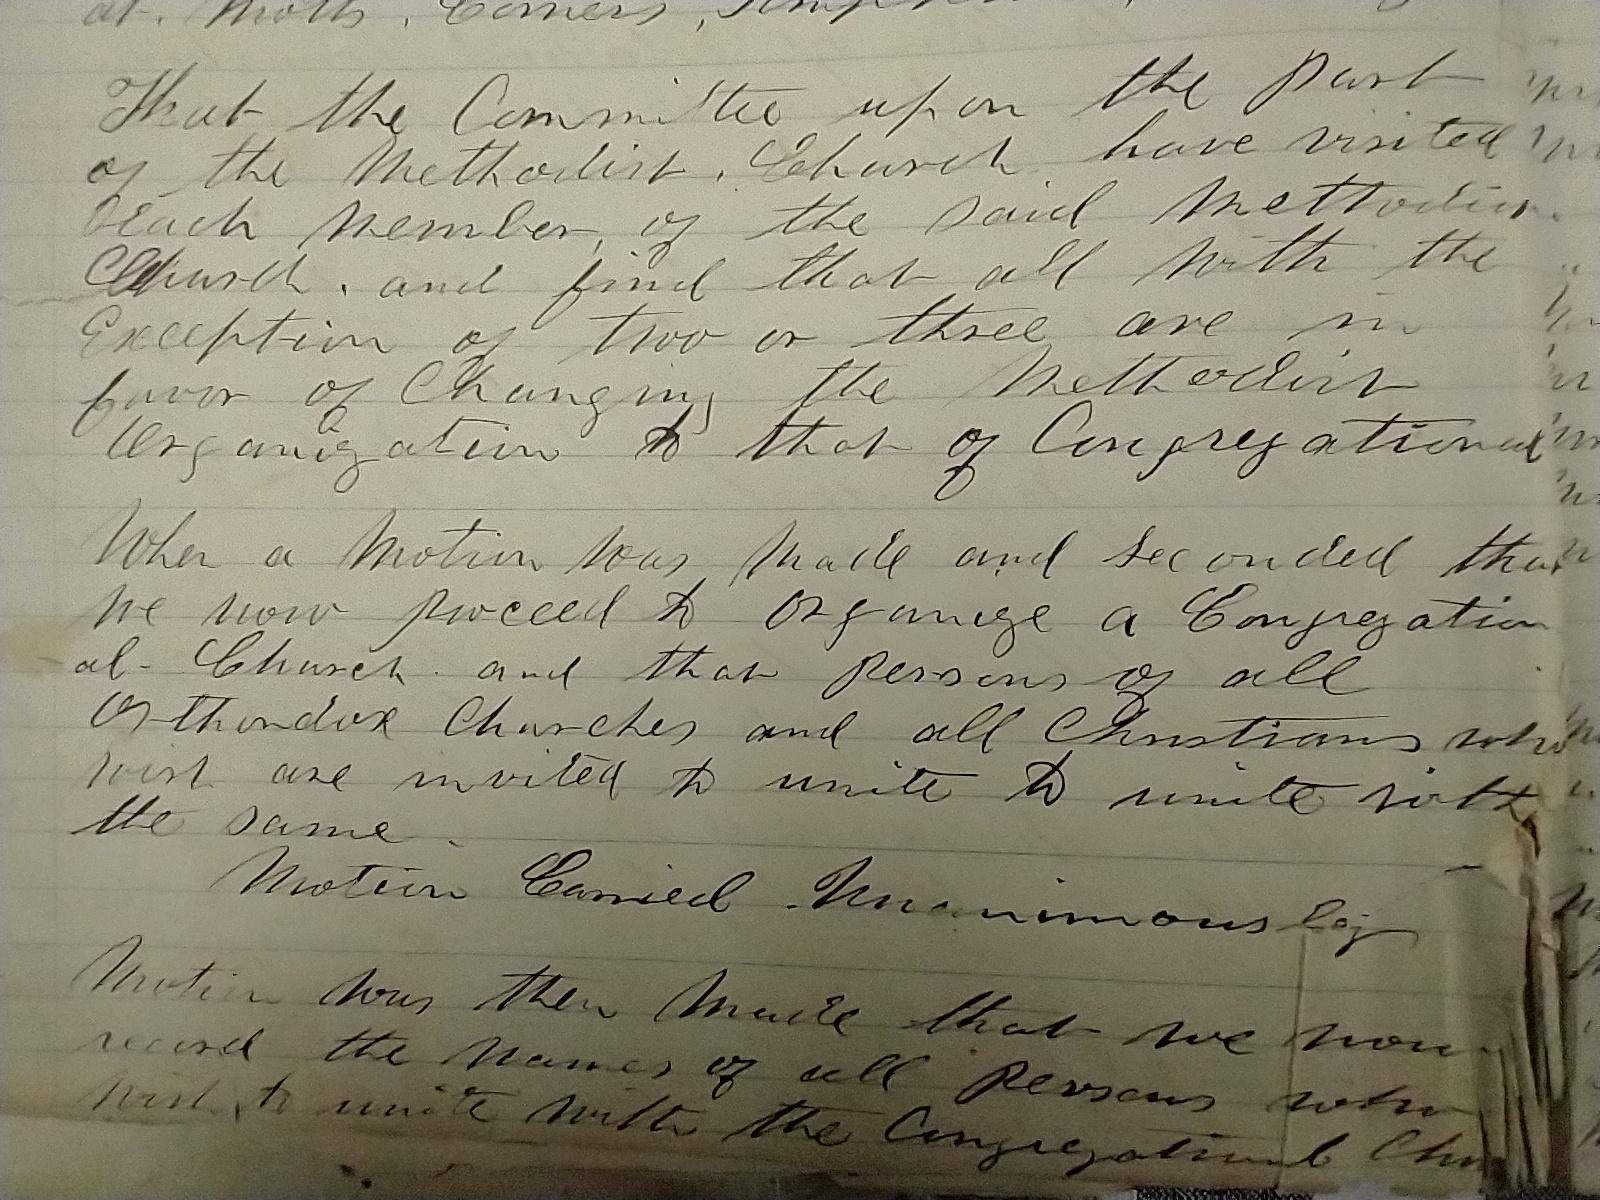 at. Motts, Corners,
That the Committee upon the part
of the Methodist. Church have visited
Each Member, of the said Methodist.
Church. and find that all with the
Exception of two or three are in
favor of Changing the Methodist
Organization to that of Congregational
When a Motion was Made and Seconded that
we now proceed to Organize a Congregation
al- Church. and that persons of all
Orthondox Churches and all Christians who
wish are invited to unite to unite with
the same.
Motion Carried Unanimously
Motion was then Made that we now
record the Names of all persons who
wish to unite with the Congregational